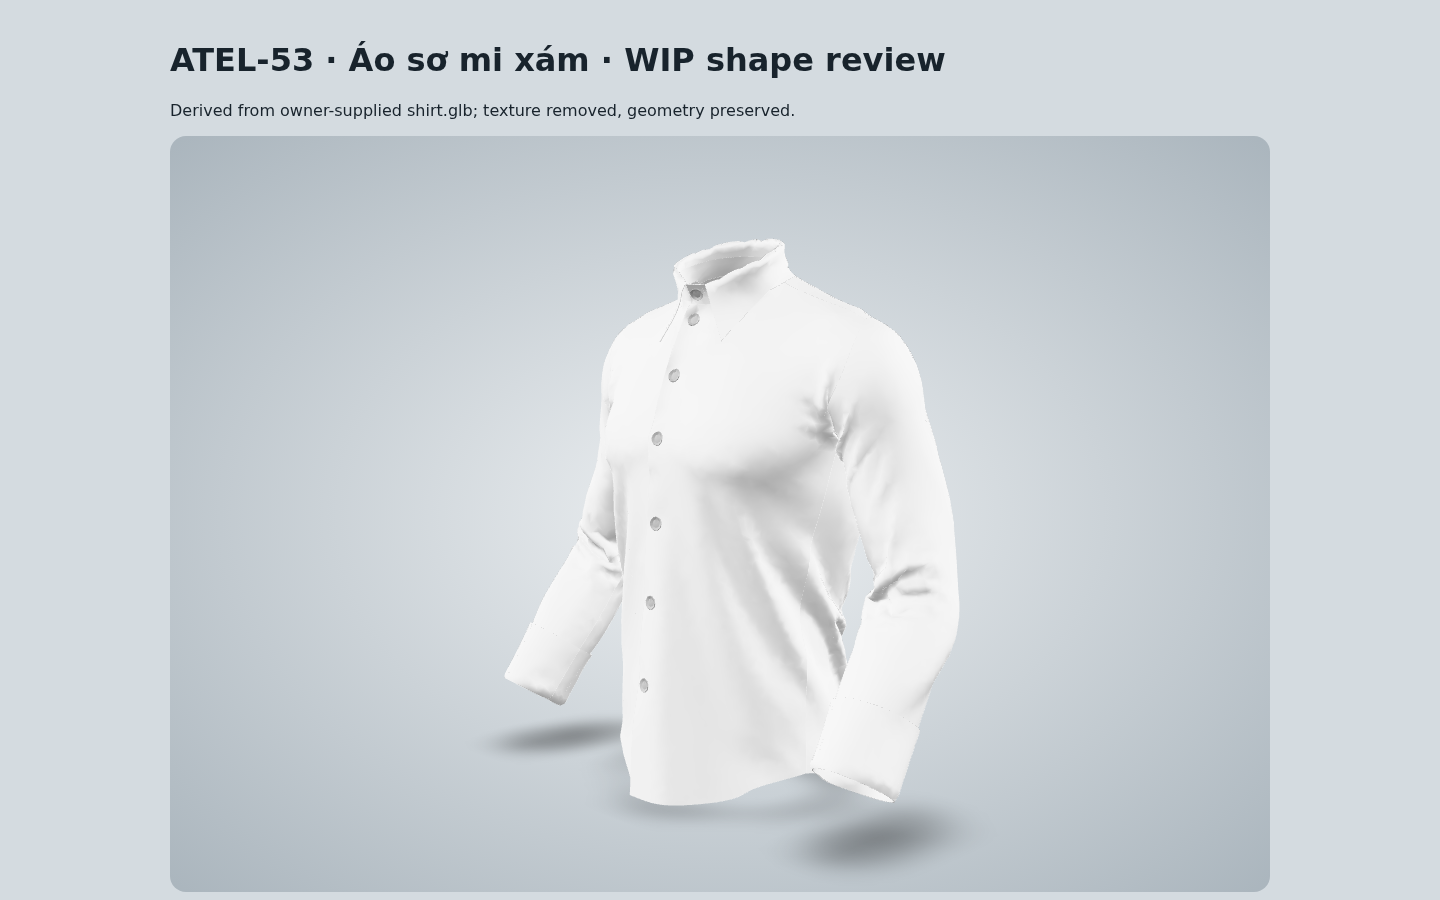 ATEL-53 · Áo sơ mi xám · WIP shape review
Derived from owner-supplied shirt.glb; texture removed, geometry preserved.